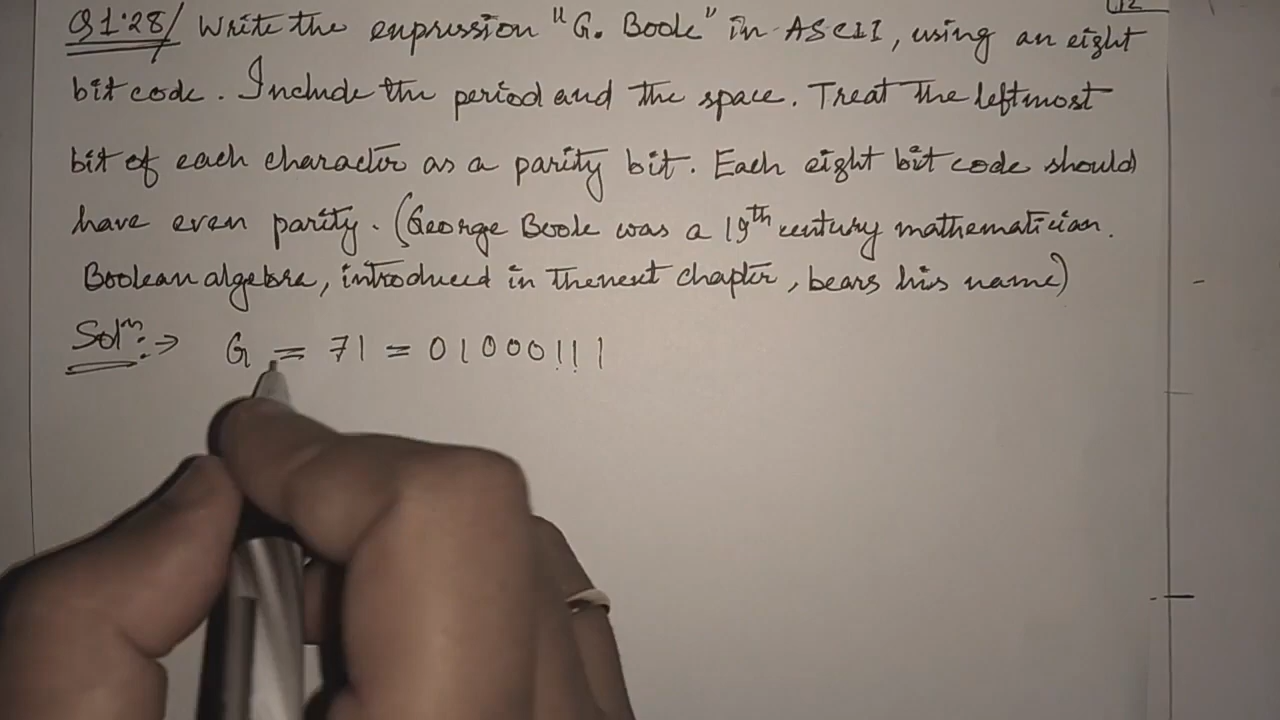 Q1.28/ Write the expression "G. Boole" in ASCII, using an eight
bit code. Include the period and the space. Treat the leftmost
bit of each character as a parity bit. Each eight bit code should
have even parity. (George Boole was a 19th century mathematician.
Boolean algebra, introduced in the next chapter, bears his name)
Soln:→ G = 71 = 01000111